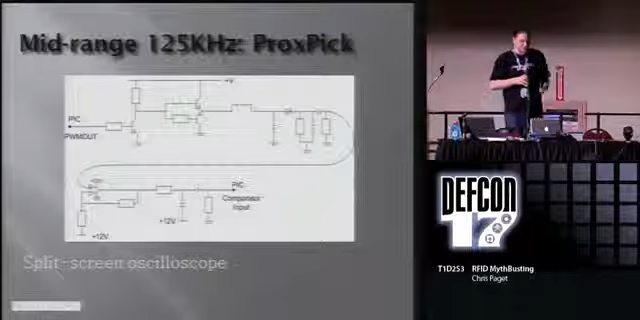 Mid-range 125KHz: ProxPick
+v
PIC
PWMOUT
PIC
Comparator
Input
+12V
+12V
Split-screen oscilloscope
DEFCON
17
T1D253 RFID MythBusting
Chris Paget